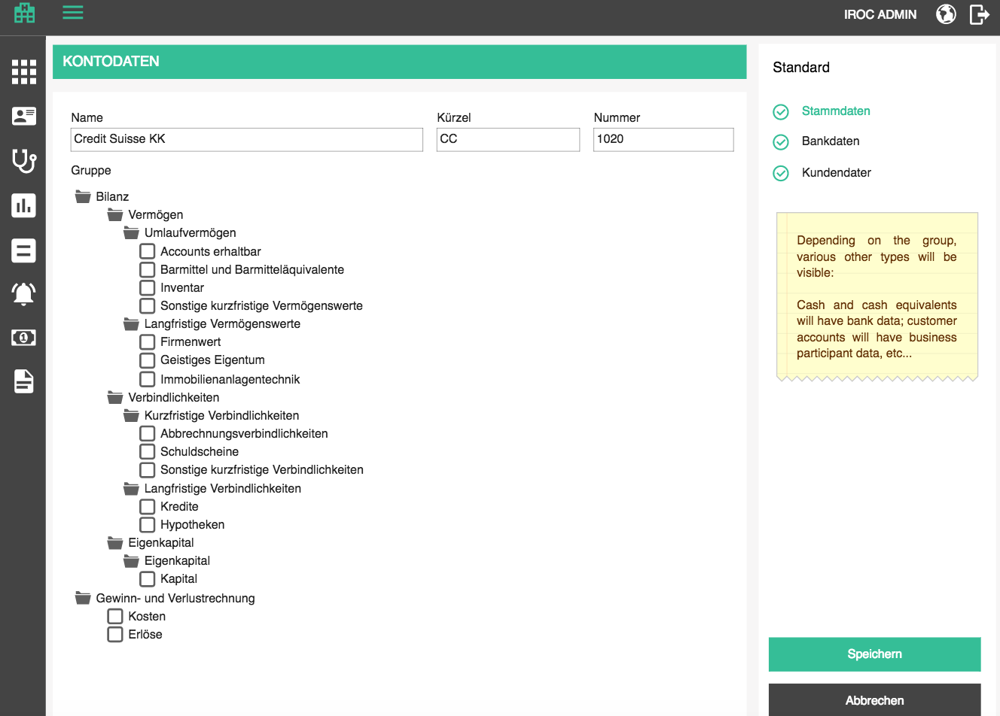 IROC ADMIN
KONTODATEN
Name
Kürzel
Nummer
Credit Suisse KK
CC
1020
Gruppe
Bilanz
Vermögen
Umlaufvermögen
Accounts erhaltbar
Barmittel und Barmitteläquivalente
Inventar
Sonstige kurzfristige Vermögenswerte
Langfristige Vermögenswerte
Firmenwert
Geistiges Eigentum
Immobilienanlagentechnik
Verbindlichkeiten
Kurzfristige Verbindlichkeiten
Abbrechnungsverbindlichkeiten
Schuldscheine
Sonstige kurzfristige Verbindlichkeiten
Langfristige Verbindlichkeiten
Kredite
Hypotheken
Eigenkapital
Eigenkapital
Kapital
Gewinn- und Verlustrechnung
Kosten
Erlöse
Standard
Stammdaten
Bankdaten
Kundendater
Depending on the group,
various other types will be
visible:
Cash and cash equivalents
will have bank data; customer
accounts will have business
participant data, etc...
Speichern
Abbrechen